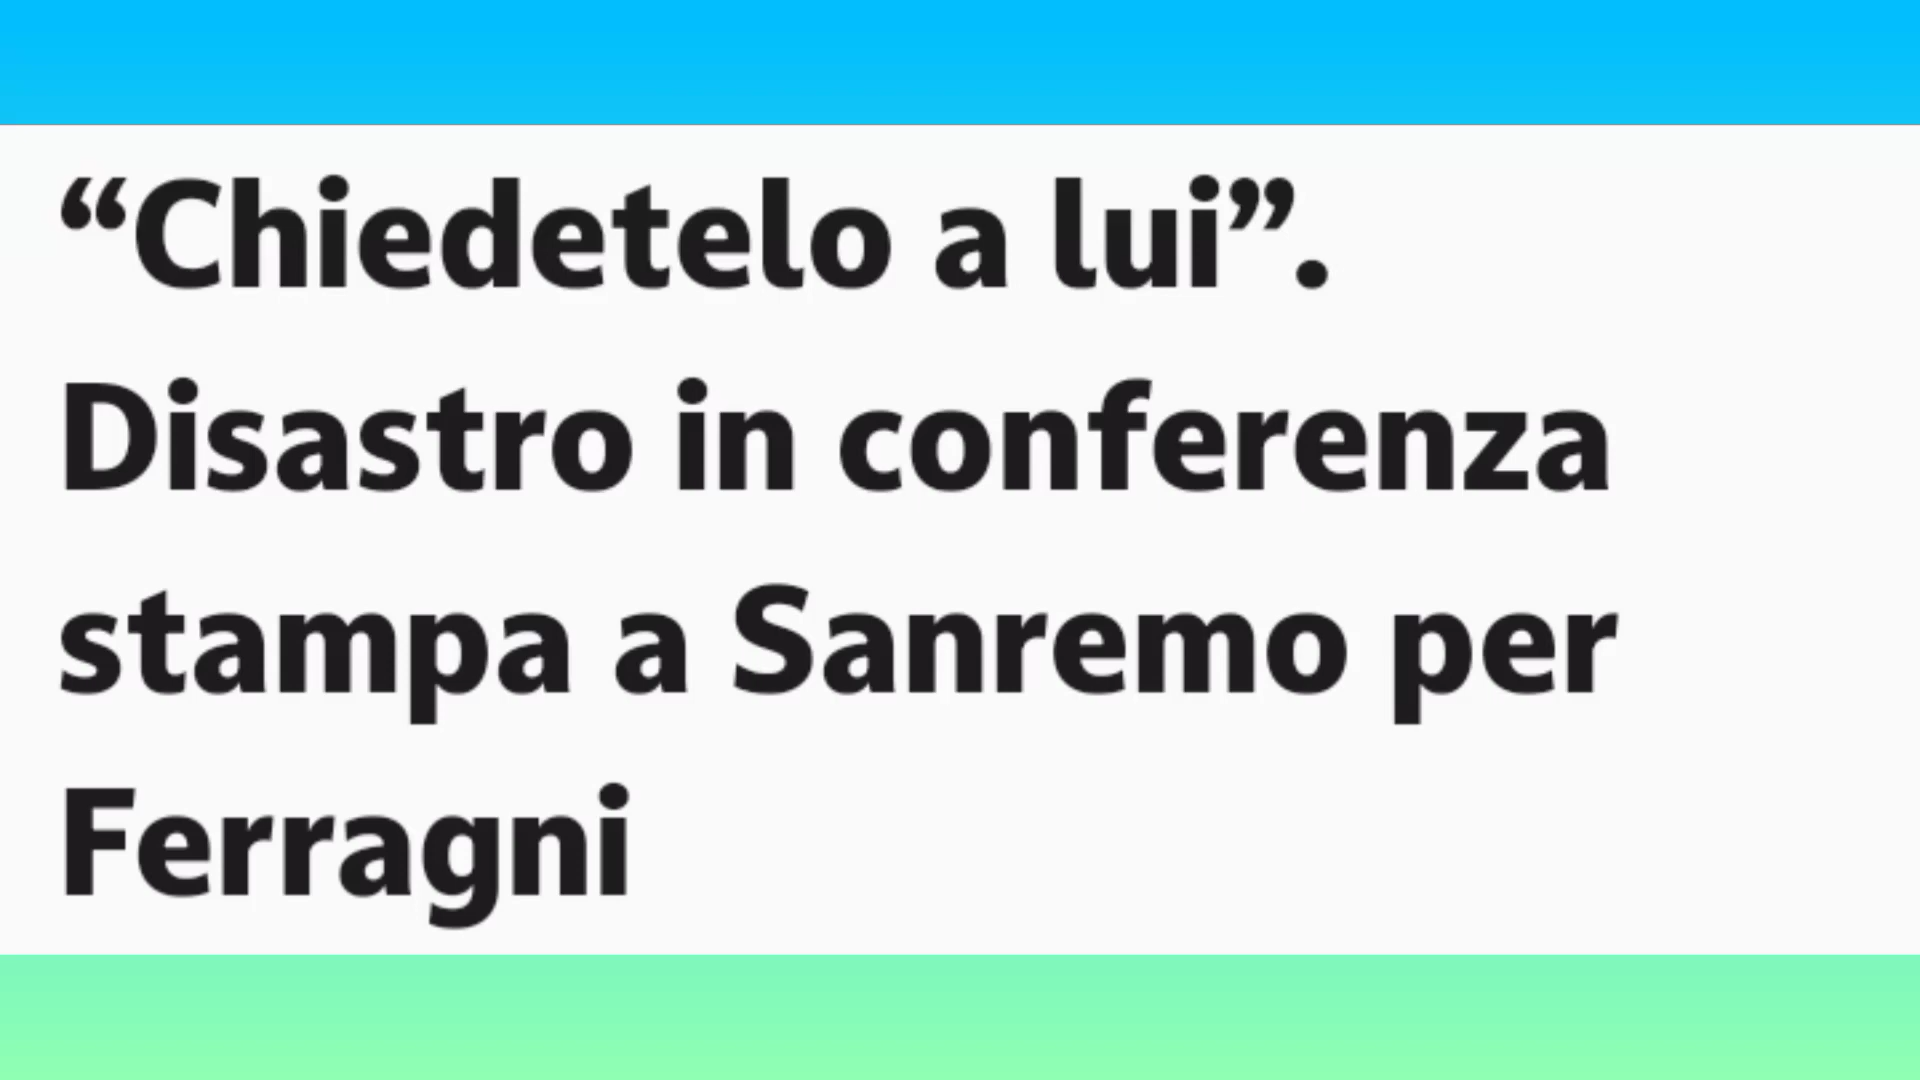 “Chiedetelo a lui”.
Disastro in conferenza
stampa a Sanremo per
Ferragni